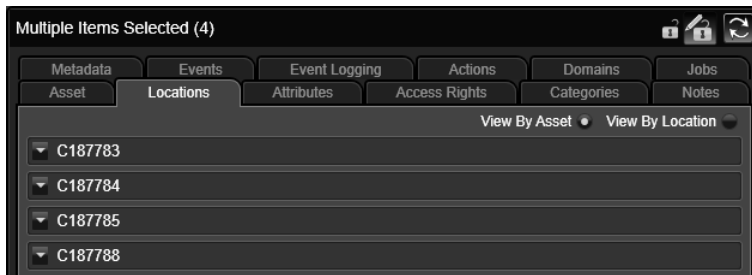 Multiple Items Selected (4)
Metadata Events Event Logging Actions Domains Jobs
Asset Locations Attributes Access Rights Categories Notes
View By Asset View By Location
C187783
C187784
C187785
C187788